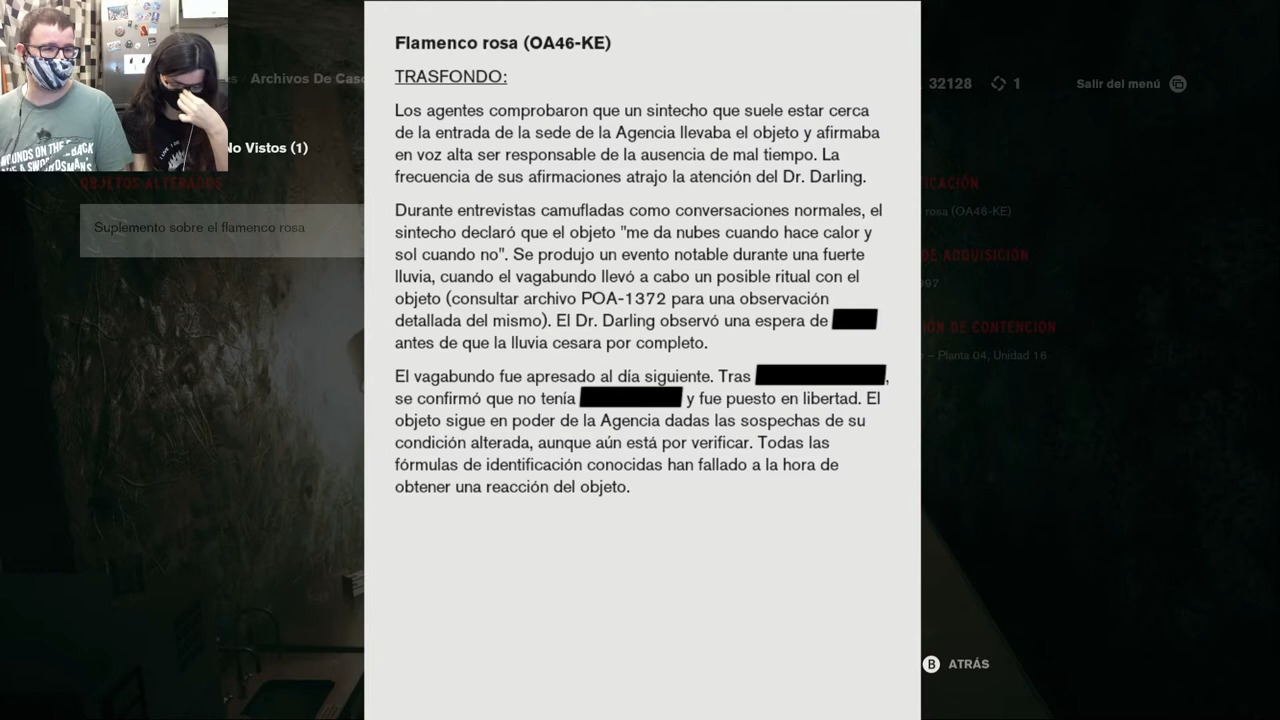 Flamenco rosa (OA46-KE)
TRASFONDO:
Los agentes comprobaron que un sintecho que suele estar cerca
de la entrada de la sede de la Agencia llevaba el objeto y afirmaba
en voz alta ser responsable de la ausencia de mal tiempo. La
frecuencia de sus afirmaciones atrajo la atención del Dr. Darling.
Durante entrevistas camufladas como conversaciones normales, el
sintecho declaró que el objeto "me da nubes cuando hace calor y
sol cuando no". Se produjo un evento notable durante una fuerte
lluvia, cuando el vagabundo llevó a cabo un posible ritual con el
objeto (consultar archivo POA-1372 para una observación
detallada del mismo). El Dr. Darling observó una espera de
antes de que la lluvia cesara por completo.
El vagabundo fue apresado al día siguiente. Tras ,
se confirmó que no tenía y fue puesto en libertad. El
objeto sigue en poder de la Agencia dadas las sospechas de su
condición alterada, aunque aún está por verificar. Todas las
fórmulas de identificación conocidas han fallado a la hora de
obtener una reacción del objeto.
Archivos De Caso
No Vistos (1)
OBJETOS ALTERADOS
Suplemento sobre el flamenco rosa
32128
1
Salir del menú
rosa (OA46-KE)
DE ADQUISICIÓN
DE CONTENCIÓN
– Planta 04, Unidad 16
B ATRÁS